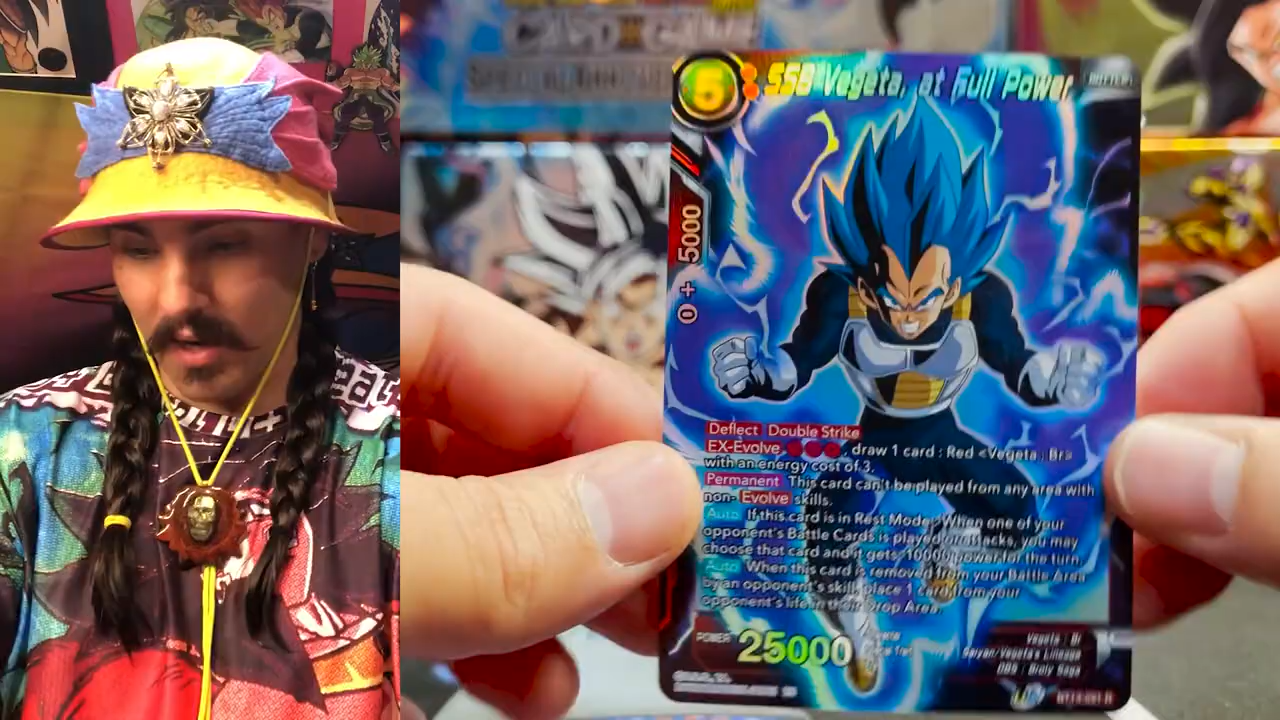 CARD GAME
5
SSB Vegeta, at Full Power
BATTLE
0 + 5000
Deflect Double Strike
EX-Evolve , draw 1 card : Red <Vegeta : Br>
with an energy cost of 3.
Permanent This card can't be played from any area with
non- Evolve skills.
Auto If this card is in Rest Mode: When one of your
opponent's Battle Cards is played or attacks, you may
choose that card and it gets -10000 power for the turn.
Auto When this card is removed from your Battle Area
by an opponent's skill, place 1 card from your
opponent's life in their Drop Area.
POWER 25000
Vegeta : Br
Saiyan/Vegeta's Lineage
DBS : Broly Saga